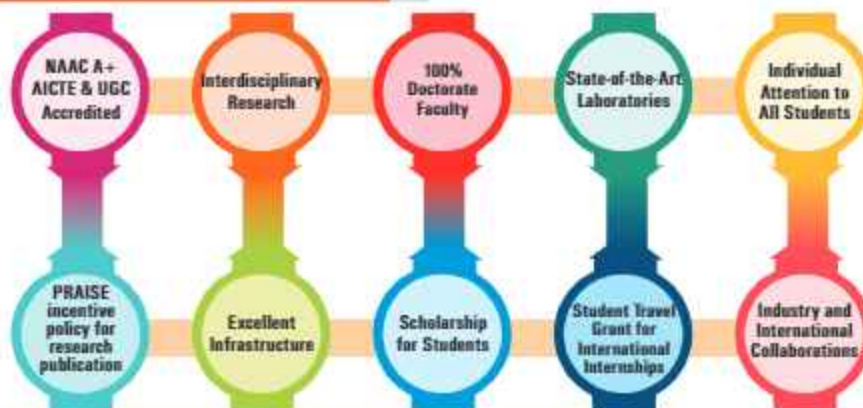 NAAC A+
AICTE & UGC
Accredited
Interdisciplinary
Research
100%
Doctorate
Faculty
State-of-the-Art
Laboratories
Individual
Attention to
All Students
PRAISE
incentive
policy for
research
publication
Excellent
Infrastructure
Scholarship
for Students
Student Travel
Grant for
International
Internships
Industry and
International
Collaborations